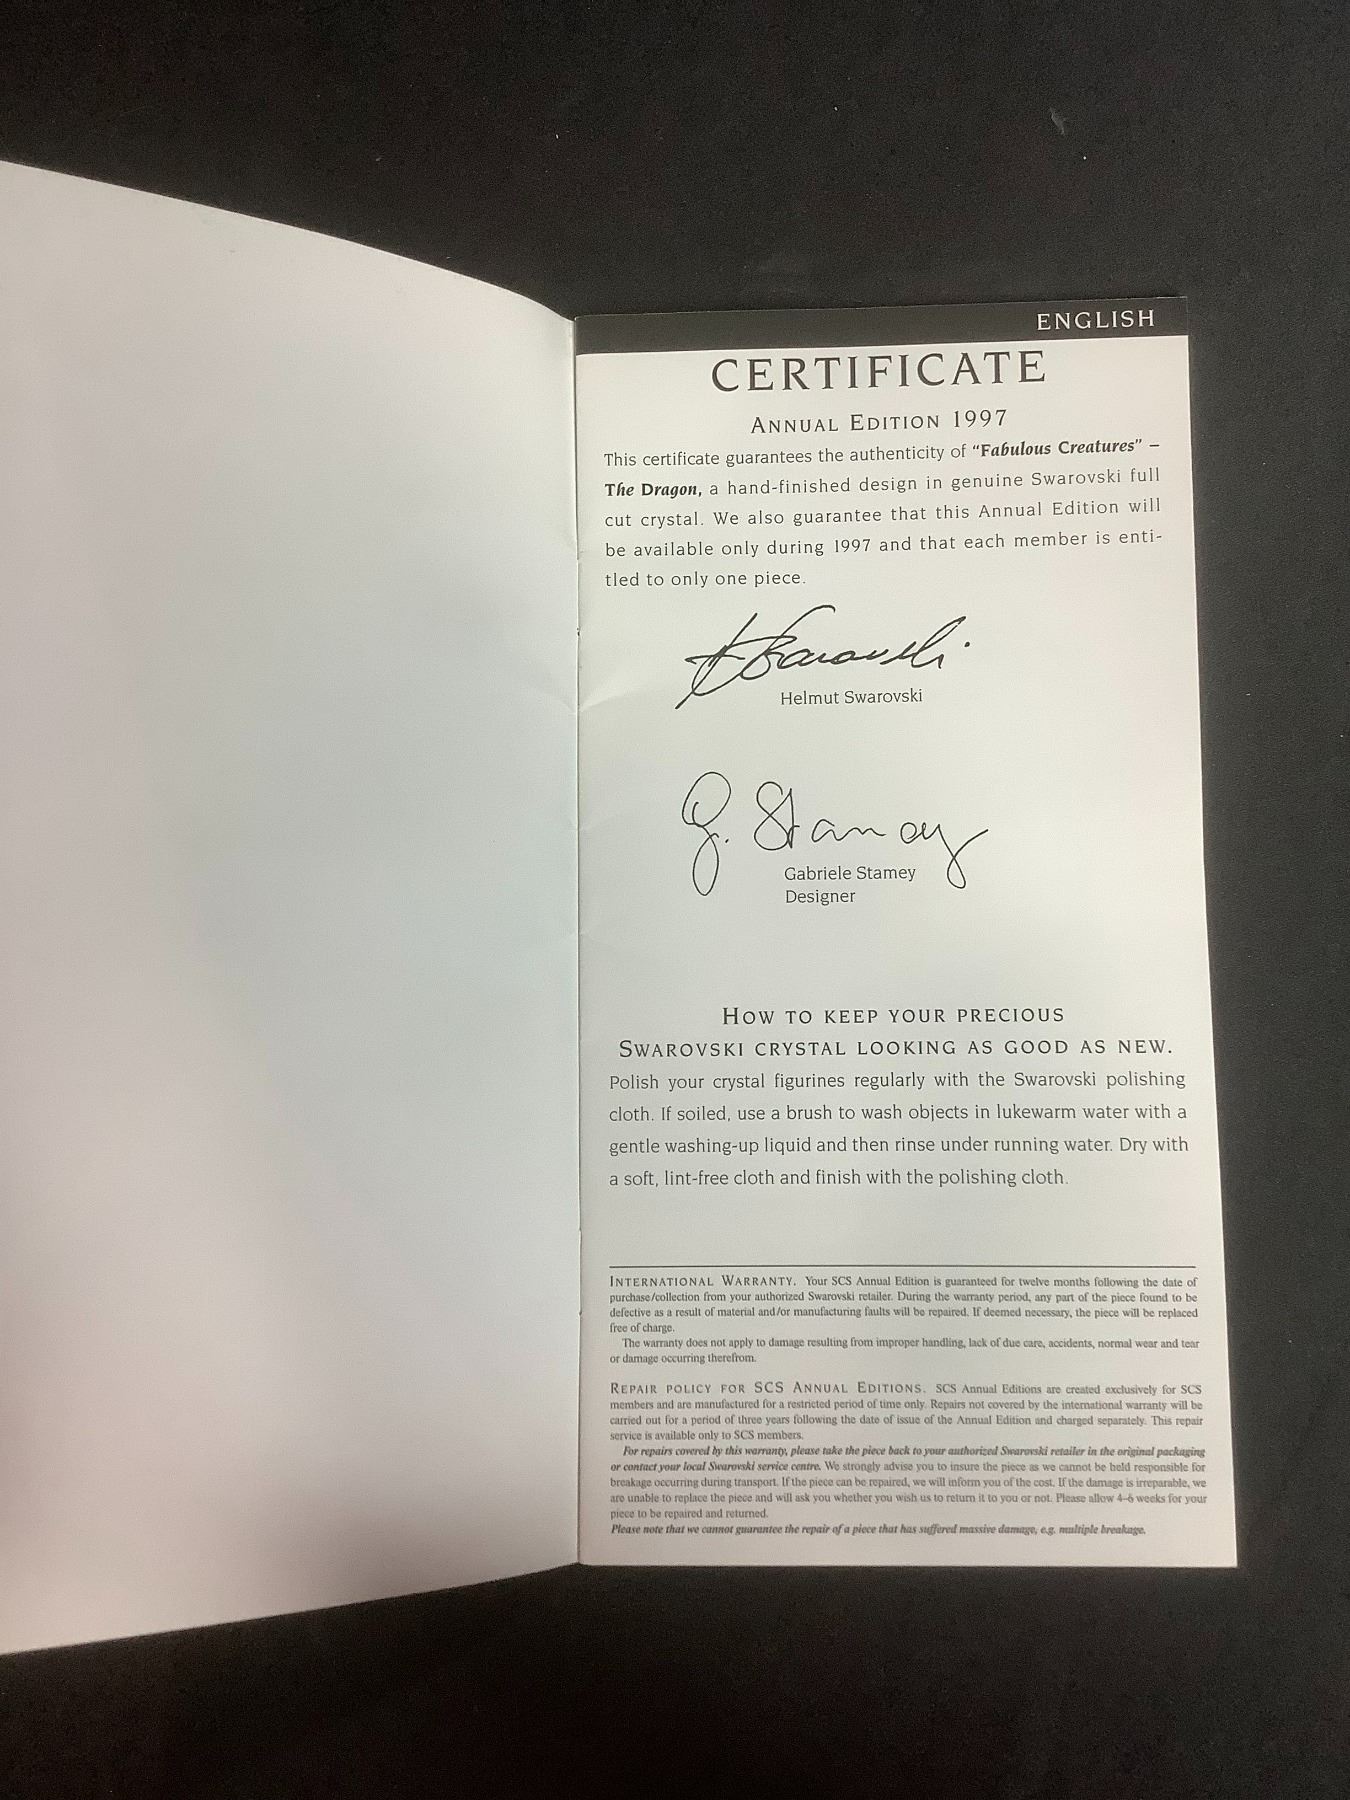 ENGLISH
CERTIFICATE
ANNUAL EDITION 1997
This certificate guarantees the authenticity of "Fabulous Creatures" –
The Dragon, a hand-finished design in genuine Swarovski full
cut crystal. We also guarantee that this Annual Edition will
be available only during 1997 and that each member is enti-
tled to only one piece.
H Swarovski
Helmut Swarovski
G. Stamey
Gabriele Stamey
Designer
HOW TO KEEP YOUR PRECIOUS
SWAROVSKI CRYSTAL LOOKING AS GOOD AS NEW.
Polish your crystal figurines regularly with the Swarovski polishing
cloth. If soiled, use a brush to wash objects in lukewarm water with a
gentle washing-up liquid and then rinse under running water. Dry with
a soft, lint-free cloth and finish with the polishing cloth.
INTERNATIONAL WARRANTY. Your SCS Annual Edition is guaranteed for twelve months following the date of
purchase/collection from your authorized Swarovski retailer. During the warranty period, any part of the piece found to be
defective as a result of material and/or manufacturing faults will be repaired. If deemed necessary, the piece will be replaced
free of charge.
The warranty does not apply to damage resulting from improper handling, lack of due care, accidents, normal wear and tear
or damage occurring therefrom.
REPAIR POLICY FOR SCS ANNUAL EDITIONS. SCS Annual Editions are created exclusively for SCS
members and are manufactured for a restricted period of time only. Repairs not covered by the international warranty will be
carried out for a period of three years following the date of issue of the Annual Edition and charged separately. This repair
service is available only to SCS members.
For repairs covered by this warranty, please take the piece back to your authorized Swarovski retailer in the original packaging
or contact your local Swarovski service centre. We strongly advise you to insure the piece as we cannot be held responsible for
breakage occurring during transport. If the piece can be repaired, we will inform you of the cost. If the damage is irreparable, we
are unable to replace the piece and will ask you whether you wish us to return it to you or not. Please allow 4–6 weeks for your
piece to be repaired and returned.
Please note that we cannot guarantee the repair of a piece that has suffered massive damage, e.g. multiple breakage.